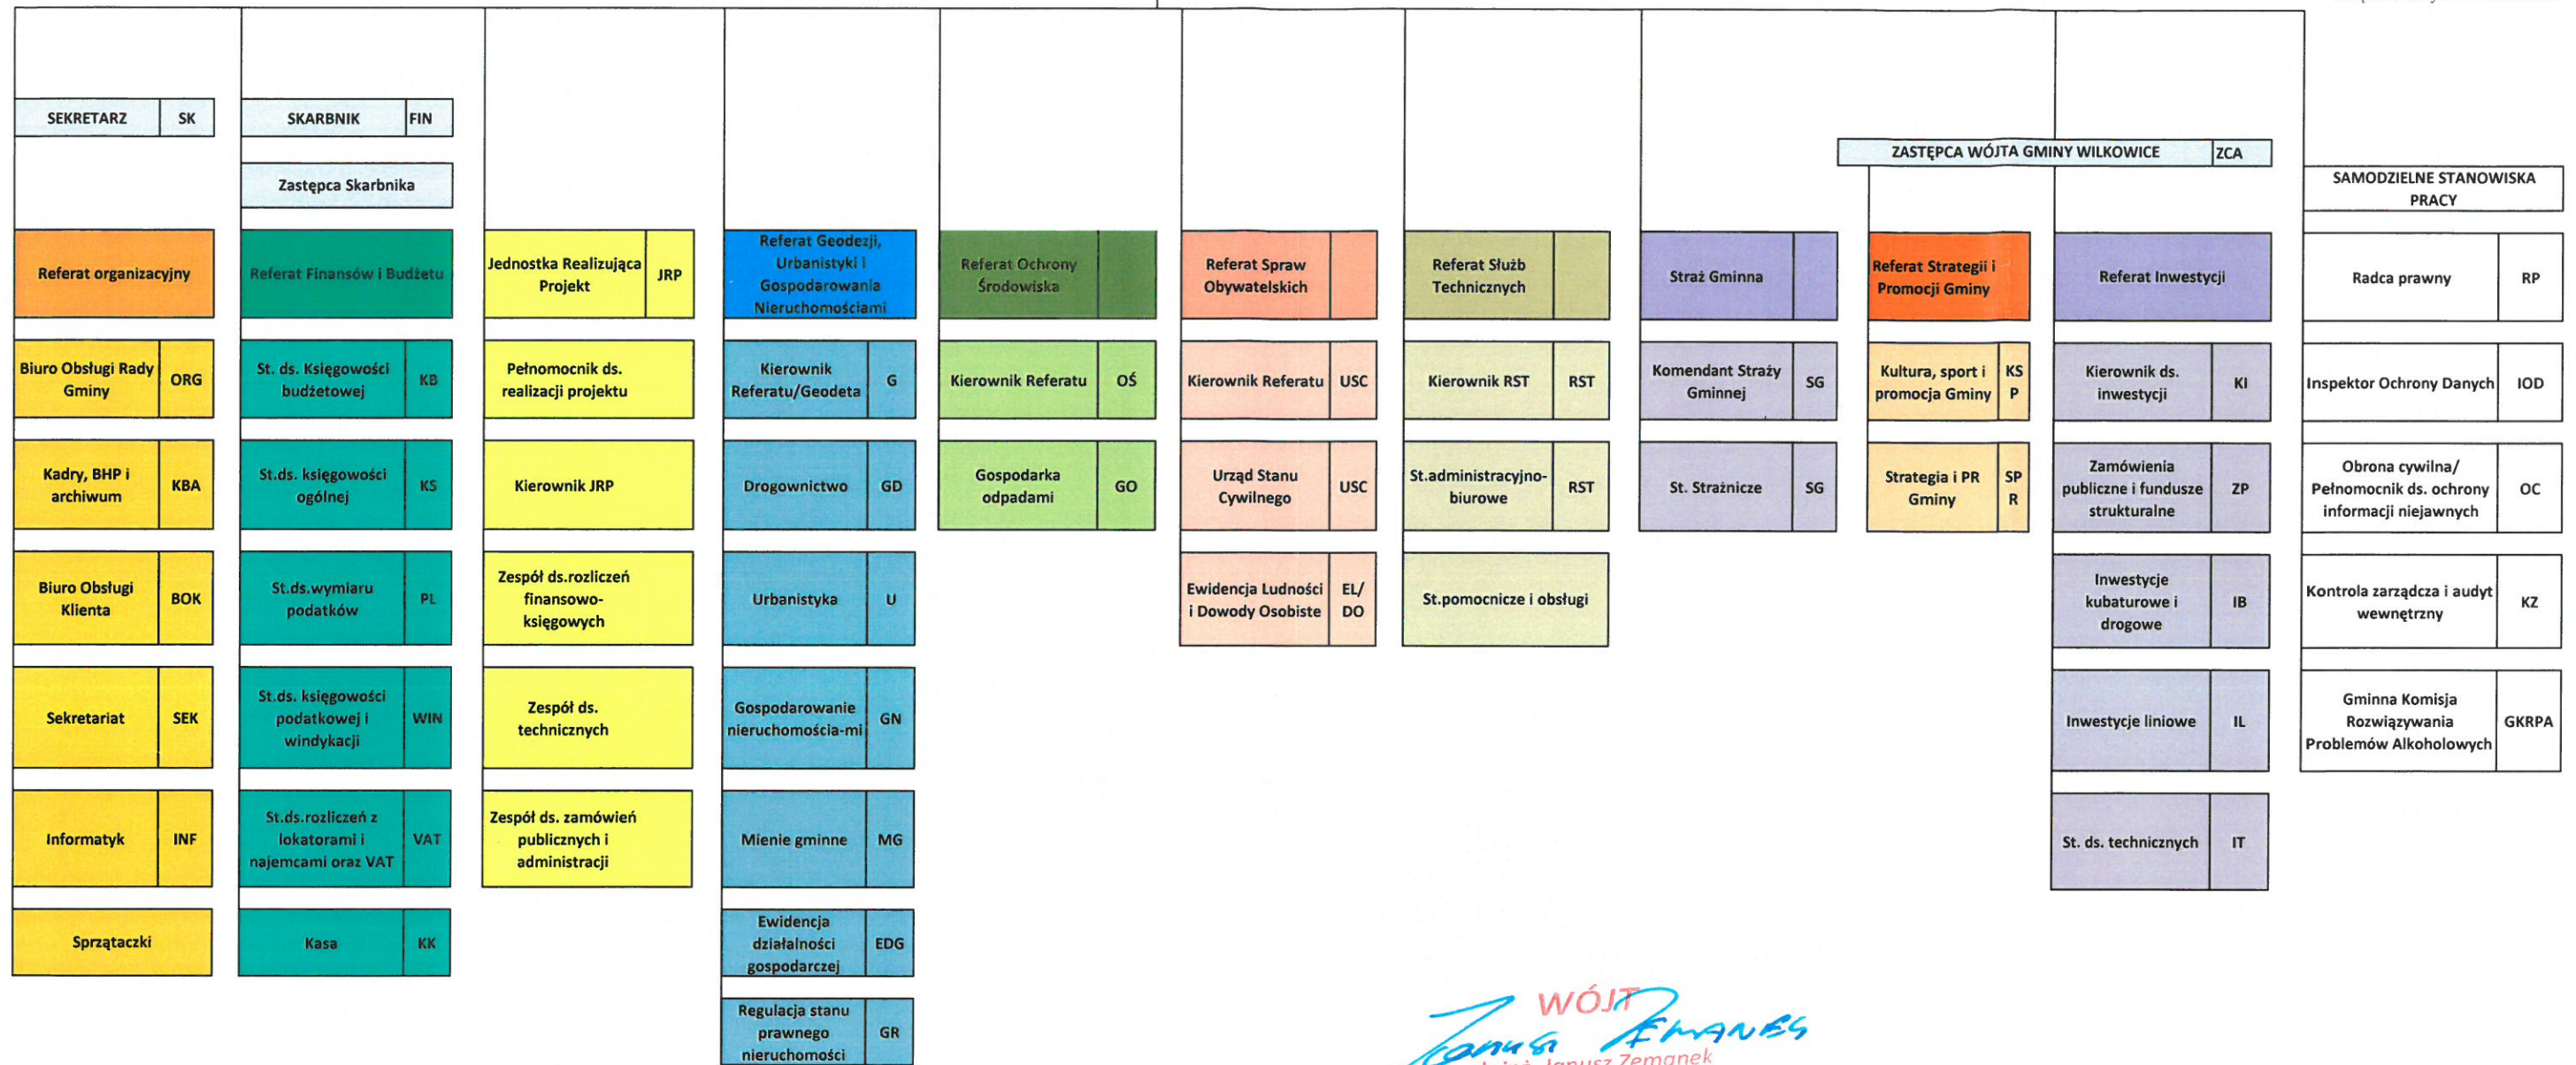 SEKRETARZ SK
SKARBNIK FIN
ZASTĘPCA WÓJTA GMINY WILKOWICE ZCA
Zastępca Skarbnika
SAMODZIELNE STANOWISKA
PRACY
Referat organizacyjny
Biuro Obsługi Rady
Gminy
ORG
Kadry, BHP i
archiwum
KBA
Biuro Obsługi
Klienta
BOK
Sekretariat SEK
Informatyk INF
Sprzątaczki
Referat Finansów i Budżetu
St. ds. Księgowości
budżetowej
KB
St.ds. księgowości
ogólnej
KS
St.ds.wymiaru
podatków
PL
St.ds. księgowości
podatkowej i
windykacji
WIN
St.ds.rozliczeń z
lokatorami i
najemcami oraz VAT
VAT
Kasa KK
Jednostka Realizująca
Projekt
JRP
Pełnomocnik ds.
realizacji projektu
Kierownik JRP
Zespół ds.rozliczeń
finansowo-
księgowych
Zespół ds.
technicznych
Zespół ds. zamówień
publicznych i
administracji
Referat Geodezji,
Urbanistyki i
Gospodarowania
Nieruchomościami
Kierownik
Referatu/Geodeta
G
Drogownictwo GD
Urbanistyka U
Gospodarowanie
nieruchomościa-mi
GN
Mienie gminne MG
Ewidencja
działalności
gospodarczej
EDG
Regulacja stanu
prawnego
nieruchomości
GR
Referat Ochrony
Środowiska
Kierownik Referatu OŚ
Gospodarka
odpadami
GO
Referat Spraw
Obywatelskich
Kierownik Referatu USC
Urząd Stanu
Cywilnego
USC
Ewidencja Ludności
i Dowody Osobiste
EL/
DO
Referat Służb
Technicznych
Kierownik RST RST
St.administracyjno-
biurowe
RST
St.pomocnicze i obsługi
Straż Gminna
Komendant Straży
Gminnej
SG
St. Strażnicze SG
Referat Strategii i
Promocji Gminy
Kultura, sport i
promocja Gminy
KS
P
Strategia i PR
Gminy
SP
R
Referat Inwestycji
Kierownik ds.
inwestycji
KI
Zamówienia
publiczne i fundusze
strukturalne
ZP
Inwestycje
kubaturowe i
drogowe
IB
Inwestycje liniowe IL
St. ds. technicznych IT
Radca prawny RP
Inspektor Ochrony Danych IOD
Obrona cywilna/
Pełnomocnik ds. ochrony
informacji niejawnych
OC
Kontrola zarządcza i audyt
wewnętrzny
KZ
Gminna Komisja
Rozwiązywania
Problemów Alkoholowych
GKRPA
WÓJT
Janusz Zemanek